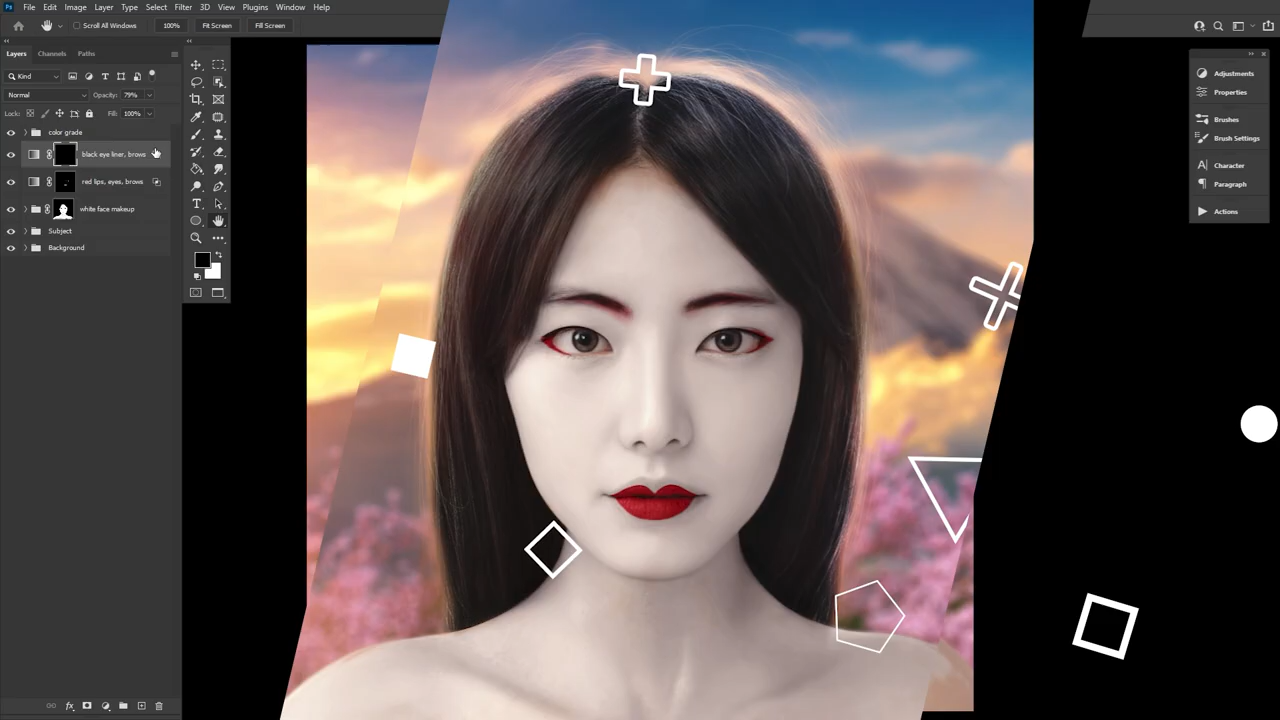 Ps File Edit Image Layer Type Select Filter 3D View Plugins Window Help
Scroll All Windows 100% Fit Screen Fill Screen
Layers Channels Paths
Kind
Normal Opacity: 79%
Lock: Fill: 100%
color grade
black eye liner, brows
red lips, eyes, brows
white face makeup
Subject
Background
fx
Adjustments
Properties
Brushes
Brush Settings
Character
Paragraph
Actions